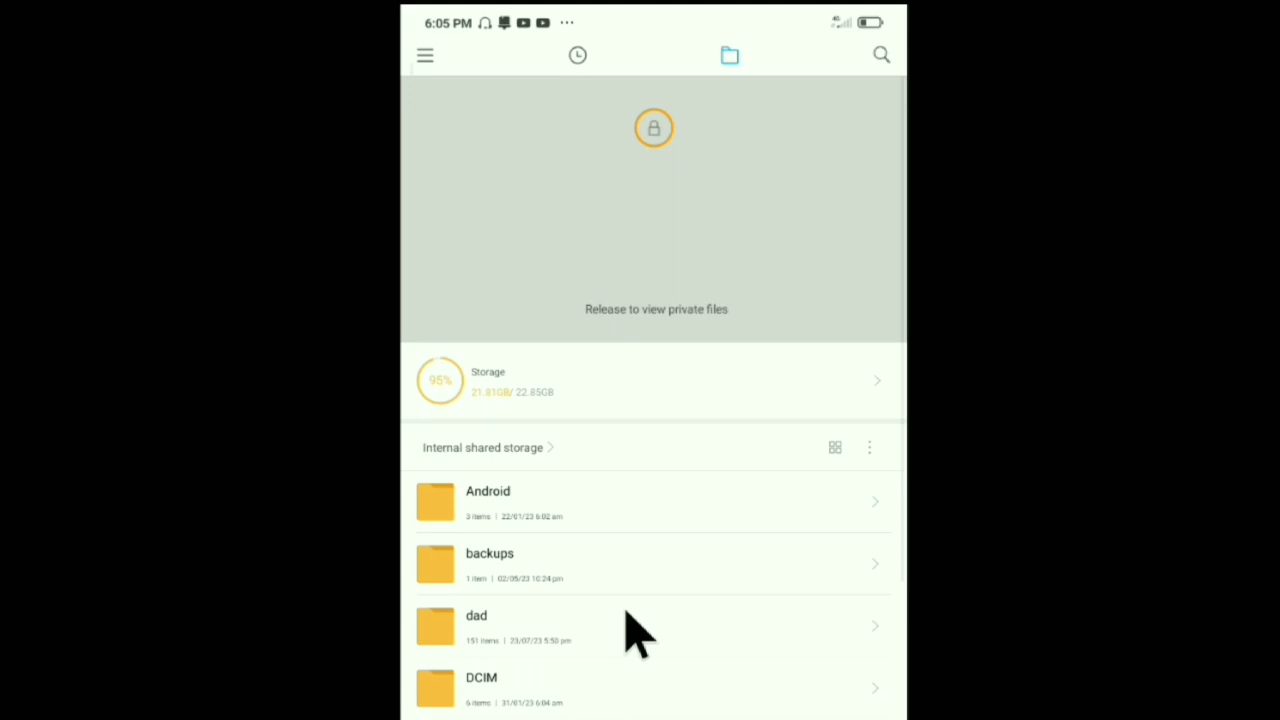 6:05 PM
4G
Release to view private files
95%
Storage
21.81GB/ 22.85GB
Internal shared storage
Android
3 items | 22/01/23 6:02 am
backups
1 item | 02/05/23 10:24 pm
dad
151 items | 23/07/23 5:50 pm
DCIM
6 items | 31/01/23 6:04 am